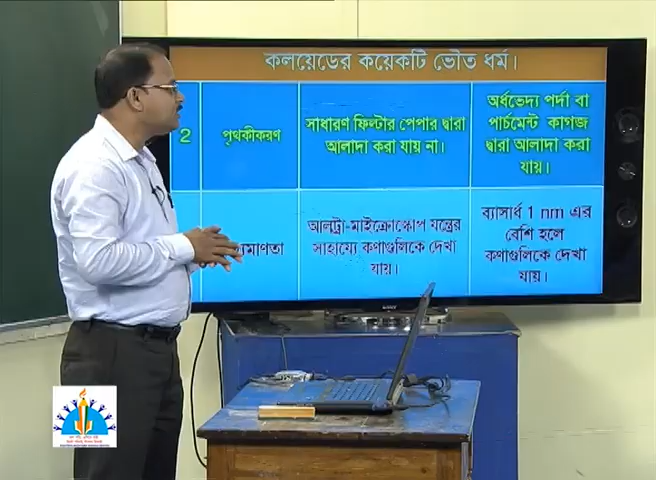 কলয়েডের কয়েকটি ভৌত ধর্ম।
2
পৃথকীকরণ
সাধারণ ফিল্টার পেপার দ্বারা
আলাদা করা যায় না।
অর্ধভেদ্য পর্দা বা
পার্চমেন্ট কাগজ
দ্বারা আলাদা করা
যায়।
আলট্রা-মাইক্রোস্কোপ যন্ত্রের
সাহায্যে কণাগুলিকে দেখা
যায়।
ব্যাসার্ধ 1 nm এর
বেশি হলে
কণাগুলিকে দেখা
যায়।
SONY